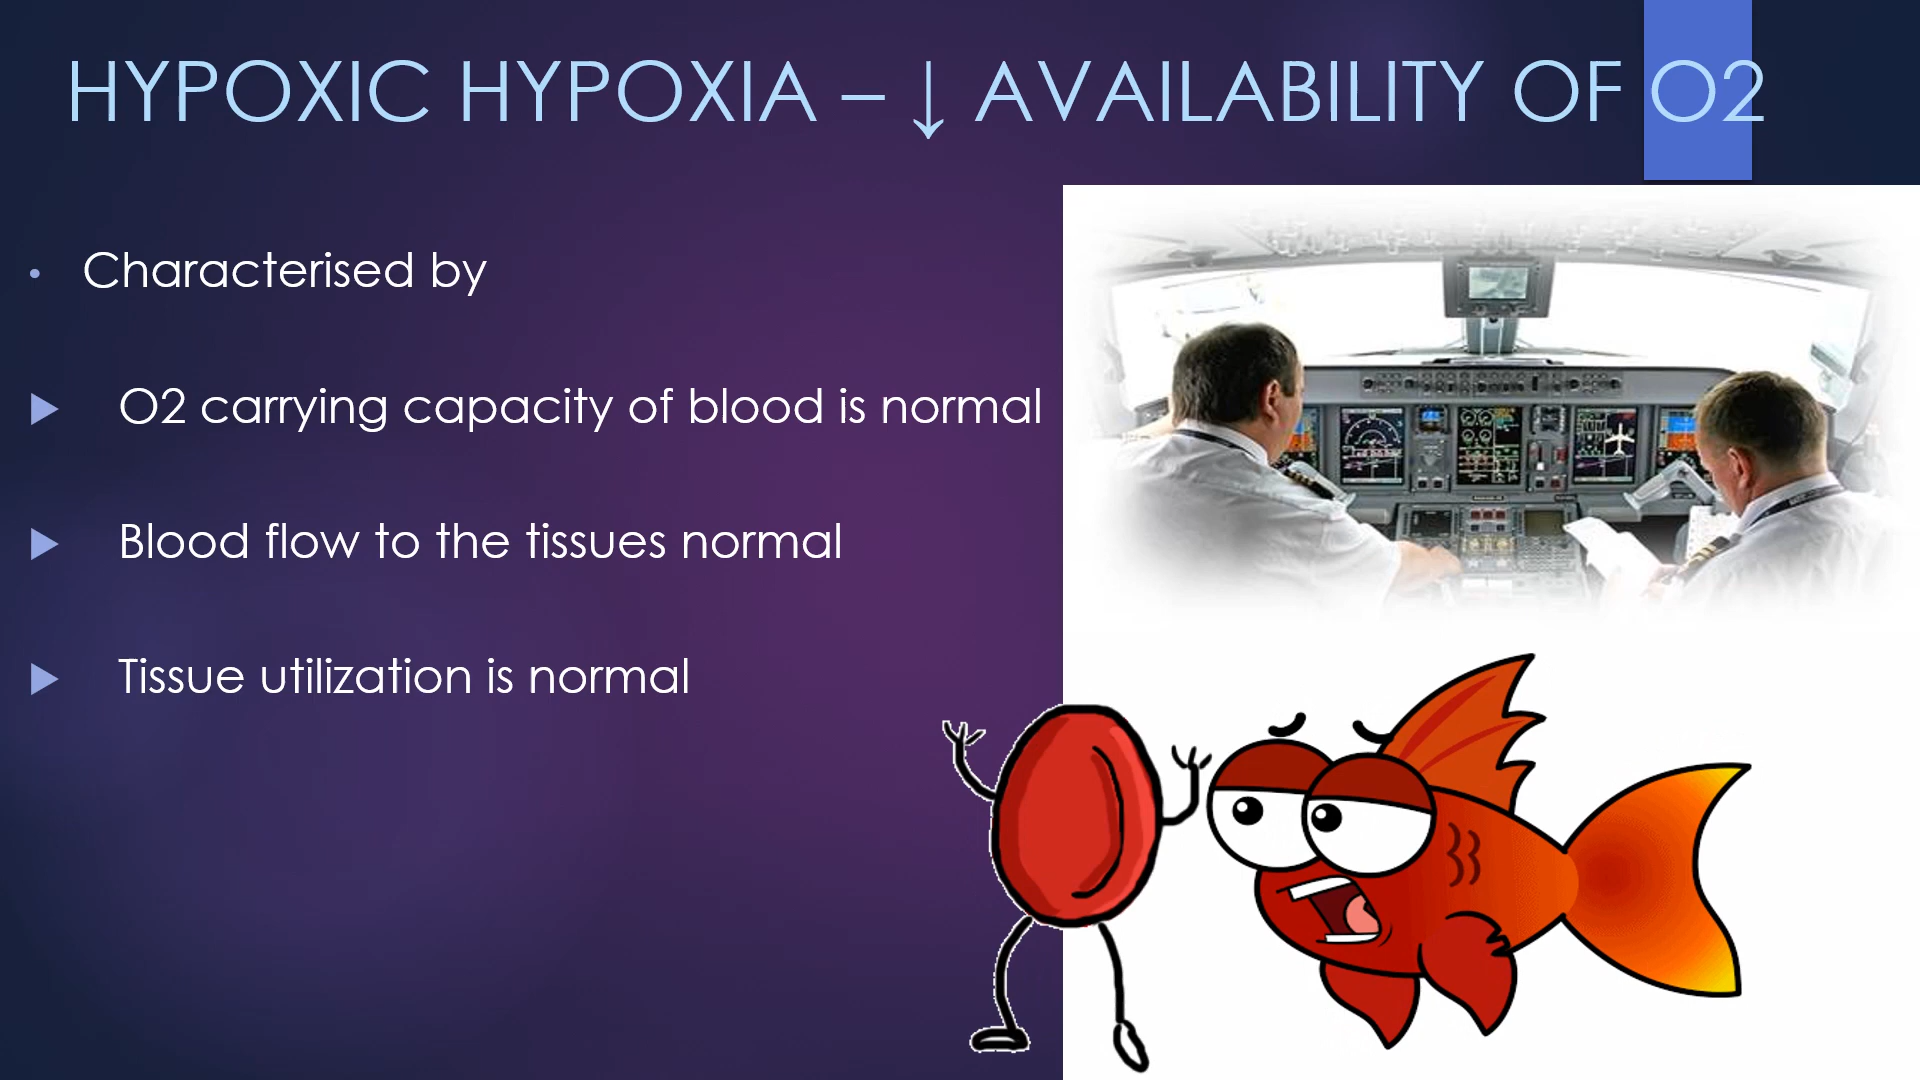 HYPOXIC HYPOXIA – ↓ AVAILABILITY OF O2
• Characterised by
▶ O2 carrying capacity of blood is normal
▶ Blood flow to the tissues normal
▶ Tissue utilization is normal